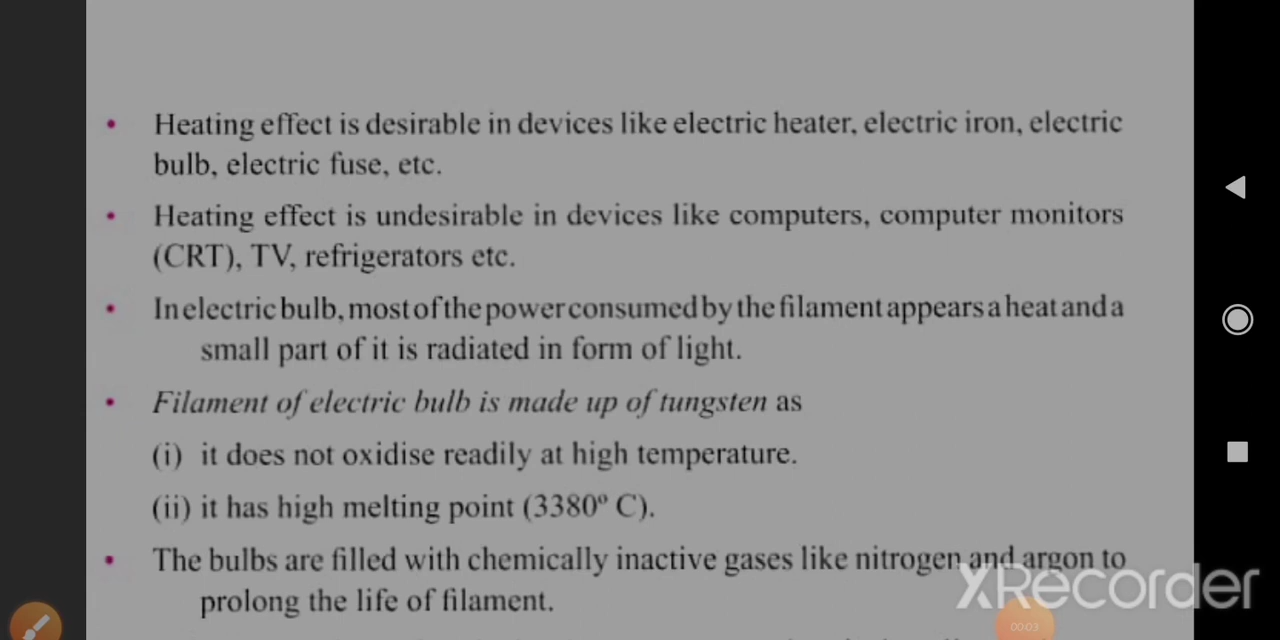 • Heating effect is desirable in devices like electric heater, electric iron, electric
bulb, electric fuse, etc.
• Heating effect is undesirable in devices like computers, computer monitors
(CRT), TV, refrigerators etc.
• In electric bulb, most of the power consumed by the filament appears a heat and a
small part of it is radiated in form of light.
• Filament of electric bulb is made up of tungsten as
(i) it does not oxidise readily at high temperature.
(ii) it has high melting point (3380º C).
• The bulbs are filled with chemically inactive gases like nitrogen and argon to
prolong the life of filament.
XRecorder
00:03